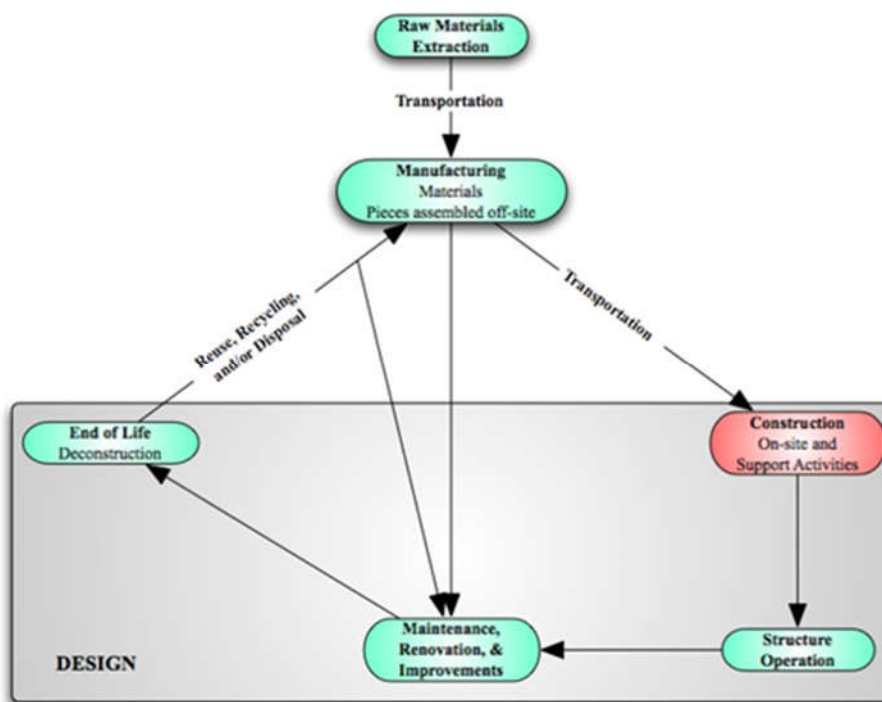 Raw Materials
Extraction
Transportation
Manufacturing
Materials
Pieces assembled off-site
Transportation
Reuse, Recycling,
and/or Disposal
End of Life
Deconstruction
Construction
On-site and
Support Activities
Maintenance,
Renovation, &
Improvements
Structure
Operation
DESIGN